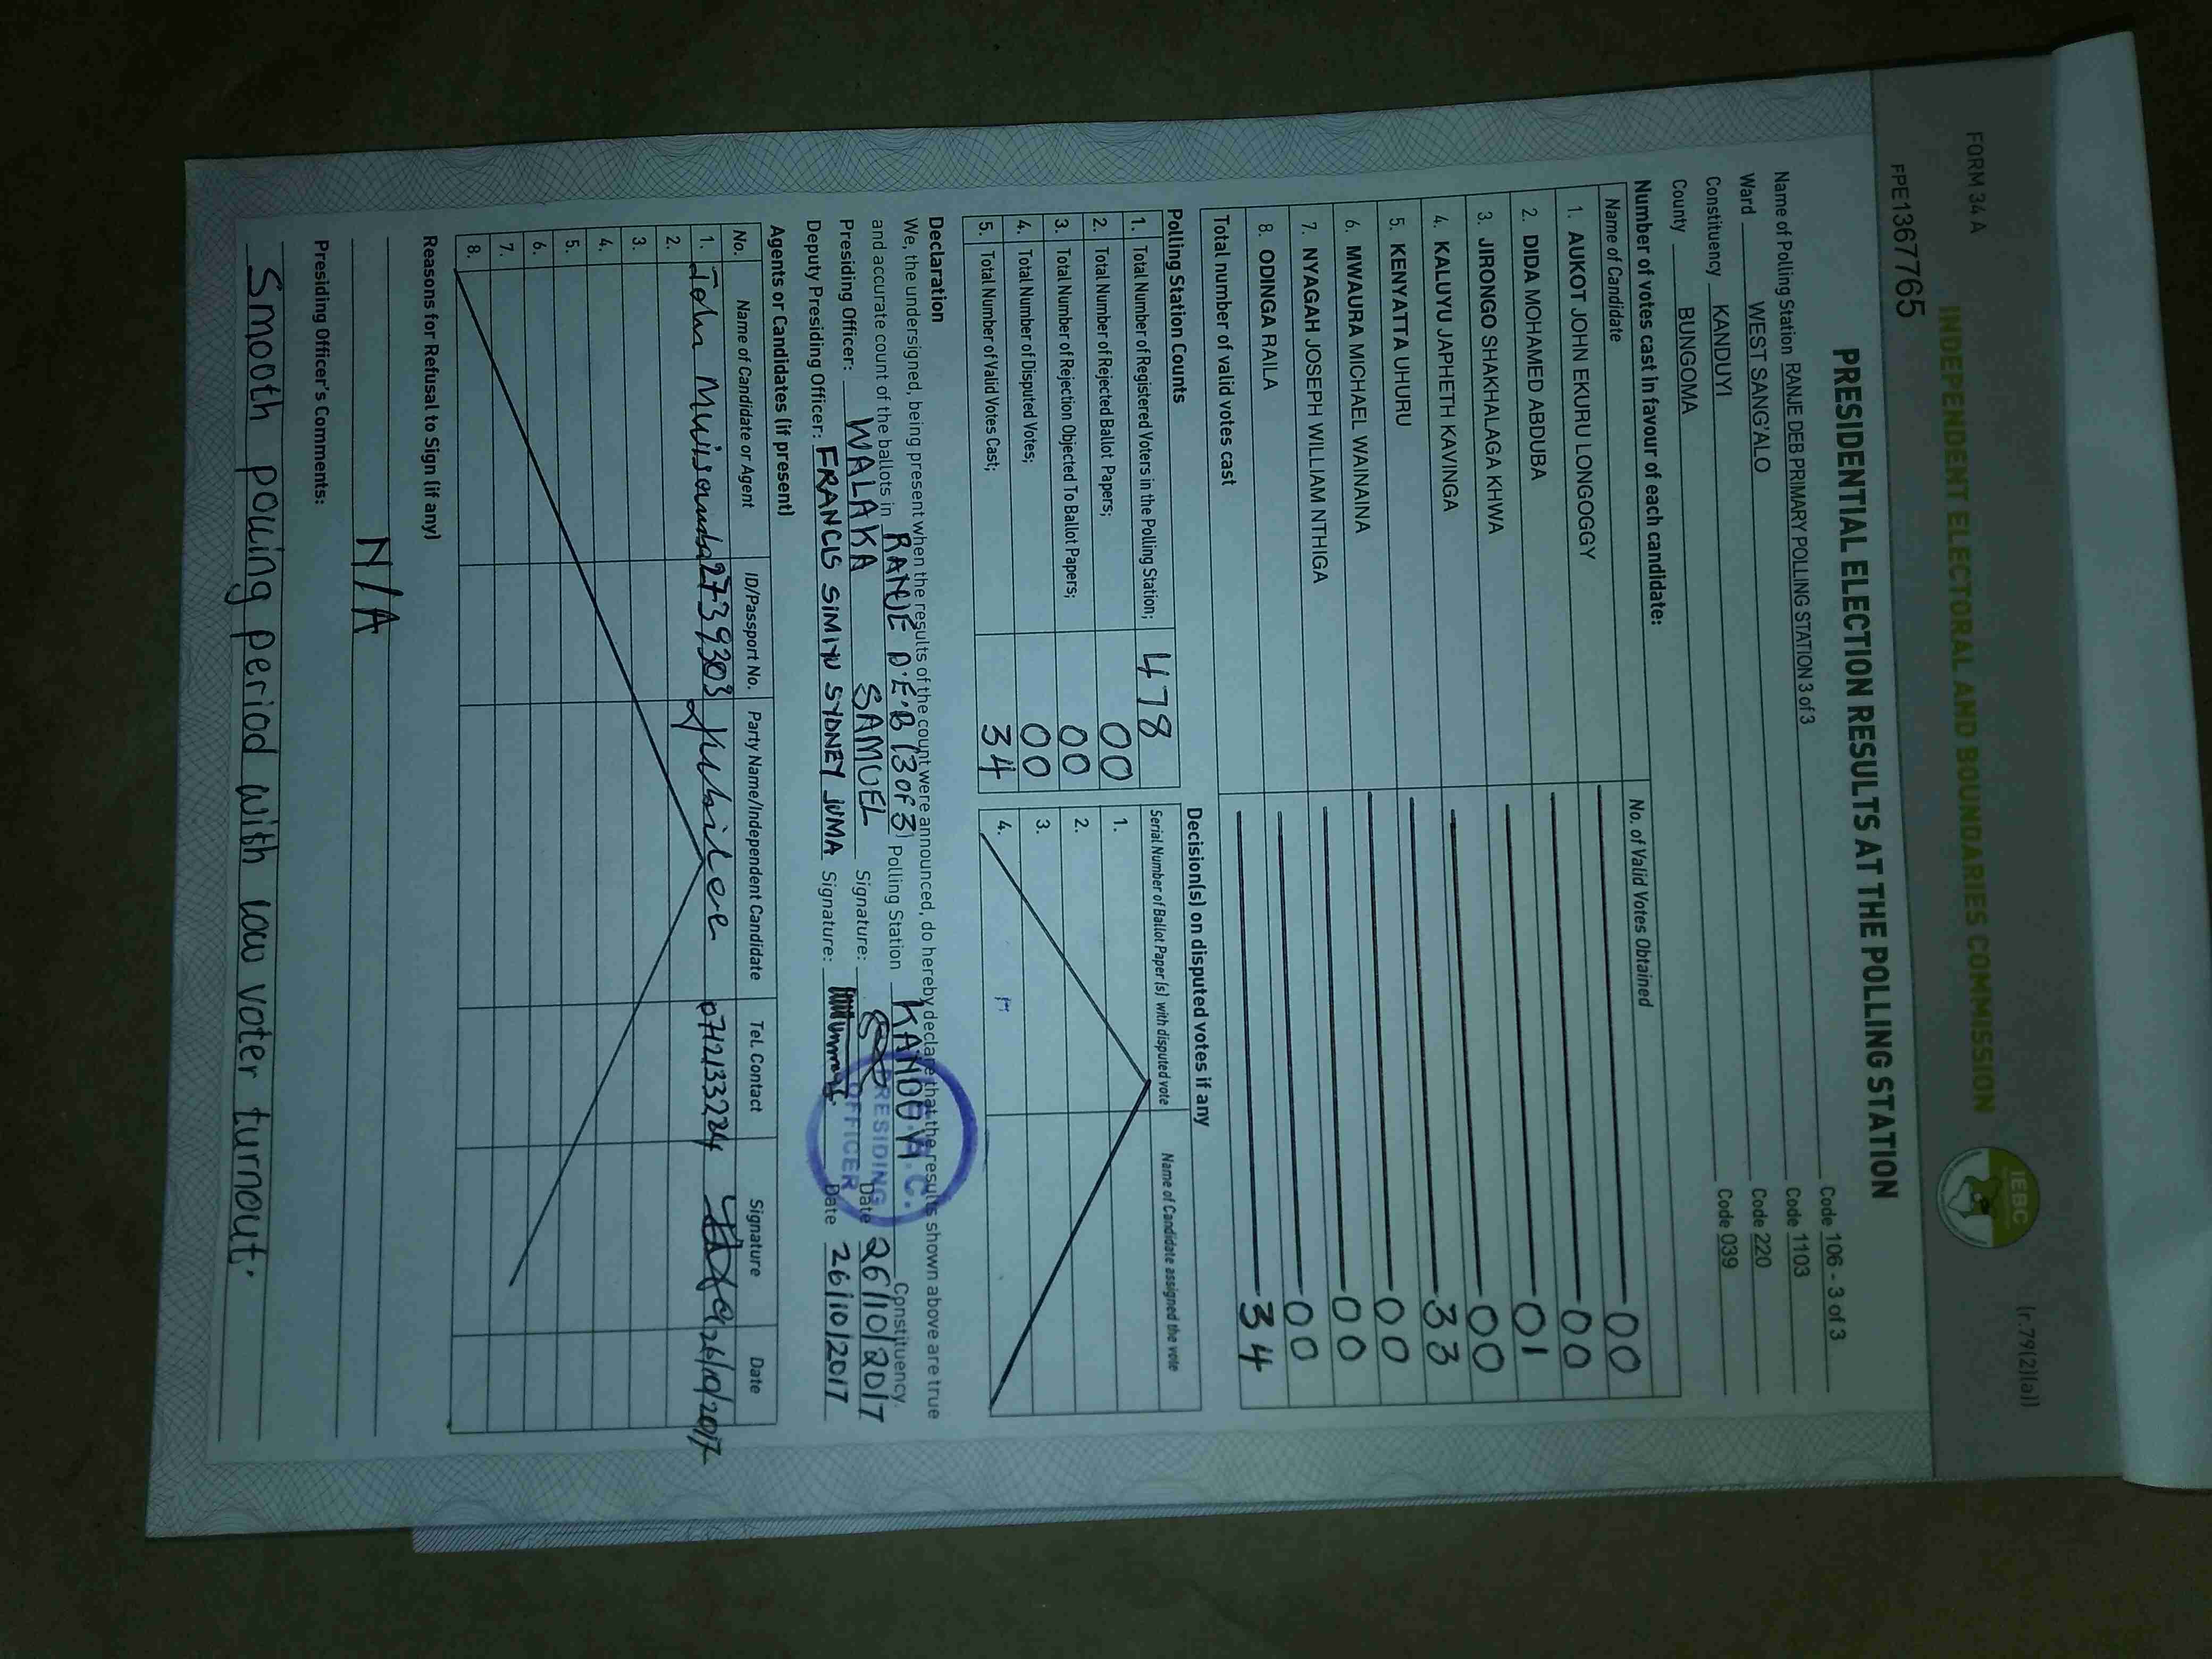 FORM 34 A
(r.79(2)(a))
INDEPENDENT ELECTORAL AND BOUNDARIES COMMISSION
IEBC
FPE1367765
PRESIDENTIAL ELECTION RESULTS AT THE POLLING STATION
Name of Polling Station RANJE DEB PRIMARY POLLING STATION 3 of 3 Code 106 - 3 of 3
Ward WEST SANG'ALO Code 1103
Constituency KANDUYI Code 220
County BUNGOMA Code 039
Number of votes cast in favour of each candidate:
Name of Candidate No. of Valid Votes Obtained
1. AUKOT JOHN EKURU LONGOGGY 00
2. DIDA MOHAMED ABDUBA 00
3. JIRONGO SHAKHALAGA KHWA 01
4. KALUYU JAPHETH KAVINGA 00
5. KENYATTA UHURU 33
6. MWAURA MICHAEL WAINAINA 00
7. NYAGAH JOSEPH WILLIAM NTHIGA 00
8. ODINGA RAILA 00
Total number of valid votes cast 34
Polling Station Counts
1. Total Number of Registered Voters in the Polling Station; 478
2. Total Number of Rejected Ballot Papers; 00
3. Total Number of Rejection Objected To Ballot Papers; 00
4. Total Number of Disputed Votes; 00
5. Total Number of Valid Votes Cast; 34
Decision(s) on disputed votes if any
Serial Number of Ballot Paper(s) with disputed vote Name of Candidate assigned the vote
1.
2.
3.
4.
Declaration
We, the undersigned, being present when the results of the count were announced, do hereby declare that the results shown above are true
and accurate count of the ballots in RANJE D.E.B (3 of 3) Polling Station KANDUYI Constituency.
Presiding Officer: WALAKA SAMUEL Signature: Date 26/10/2017
Deputy Presiding Officer: FRANCIS SIMIYU SYDNEY JUMA Signature: Date 26/10/2017
PRESIDING
OFFICER
Agents or Candidates (if present)
No. Name of Candidate or Agent ID/Passport No. Party Name/Independent Candidate Tel. Contact Signature Date
1. John 27393303 Jubilee 0712133224 26/10/2017
2.
3.
4.
5.
6.
7.
8.
Reasons for Refusal to Sign (if any)
N/A
Presiding Officer's Comments:
Smooth polling period with low voter turnout.